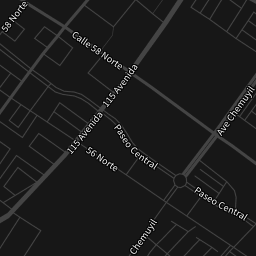 58 Norte
Calle 58 Norte
115 Avenida
Ave Chemuyil
115 Avenida
Paseo Central
56 Norte
Paseo Central
Chemuyil